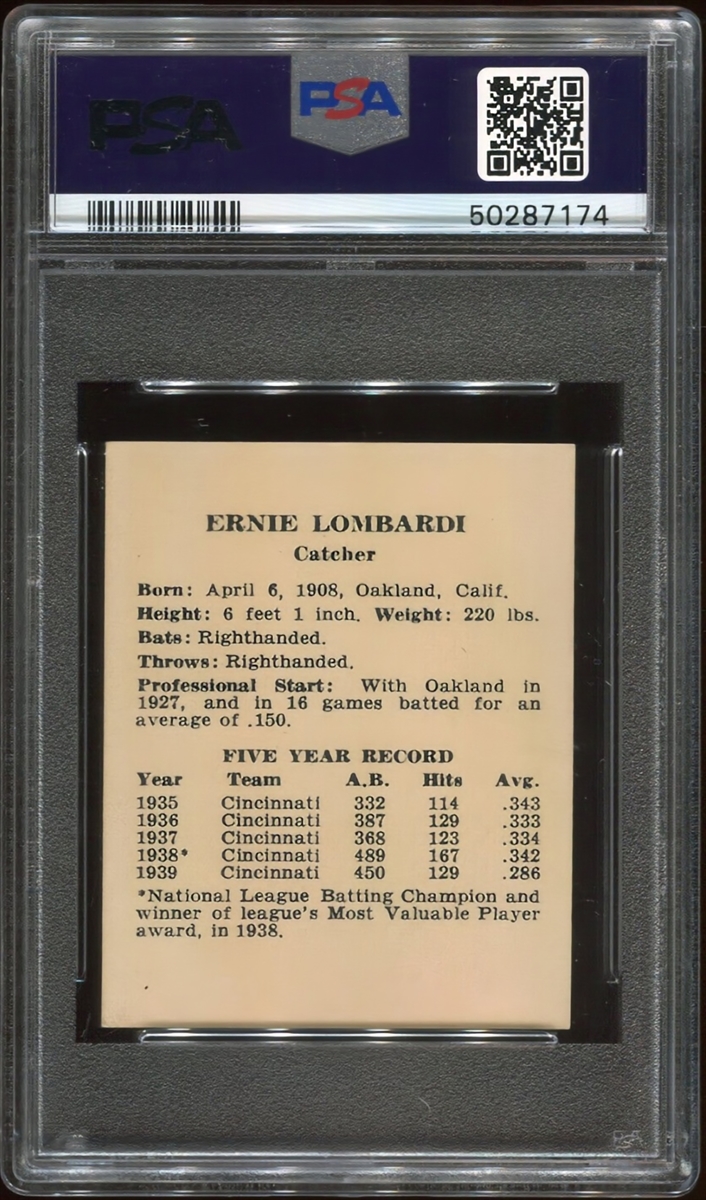 PSA
PSA
50287174
ERNIE LOMBARDI
Catcher
Born: April 6, 1908, Oakland, Calif.
Height: 6 feet 1 inch. Weight: 220 lbs.
Bats: Righthanded.
Throws: Righthanded.
Professional Start: With Oakland in
1927, and in 16 games batted for an
average of .150.
FIVE YEAR RECORD
Year Team A.B. Hits Avg.
1935 Cincinnati 332 114 .343
1936 Cincinnati 387 129 .333
1937 Cincinnati 368 123 .334
1938* Cincinnati 489 167 .342
1939 Cincinnati 450 129 .286
*National League Batting Champion and
winner of league's Most Valuable Player
award, in 1938.
PSA